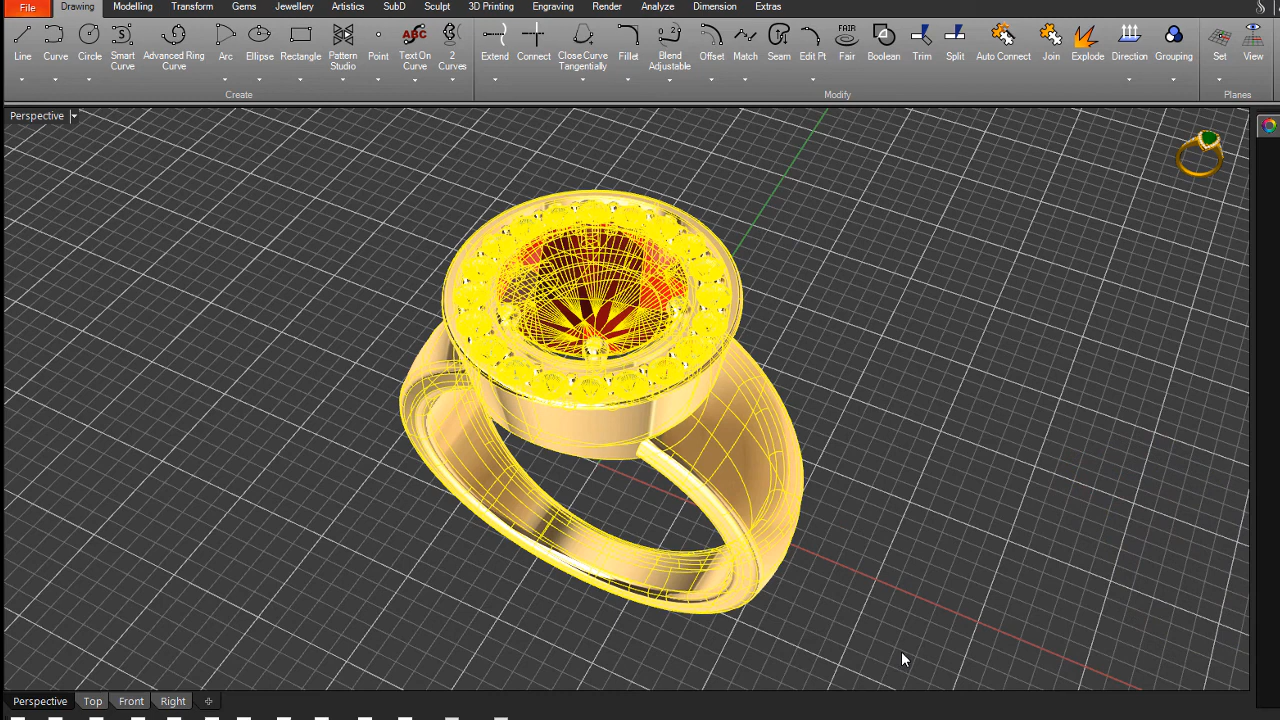 File Drawing Modelling Transform Gems Jewellery Artistics SubD Sculpt 3D Printing Engraving Render Analyze Dimension Extras
Line Curve Circle Smart Curve Advanced Ring Curve Arc Ellipse Rectangle Pattern Studio Point ABC Text On Curve 2 Curves Extend Connect Close Curve Tangentially Fillet Blend Adjustable Offset Match Seam Edit Pt FAIR Fair Boolean Trim Split Auto Connect Join Explode Direction Grouping Set View
Create Modify Planes
Perspective
Perspective Top Front Right